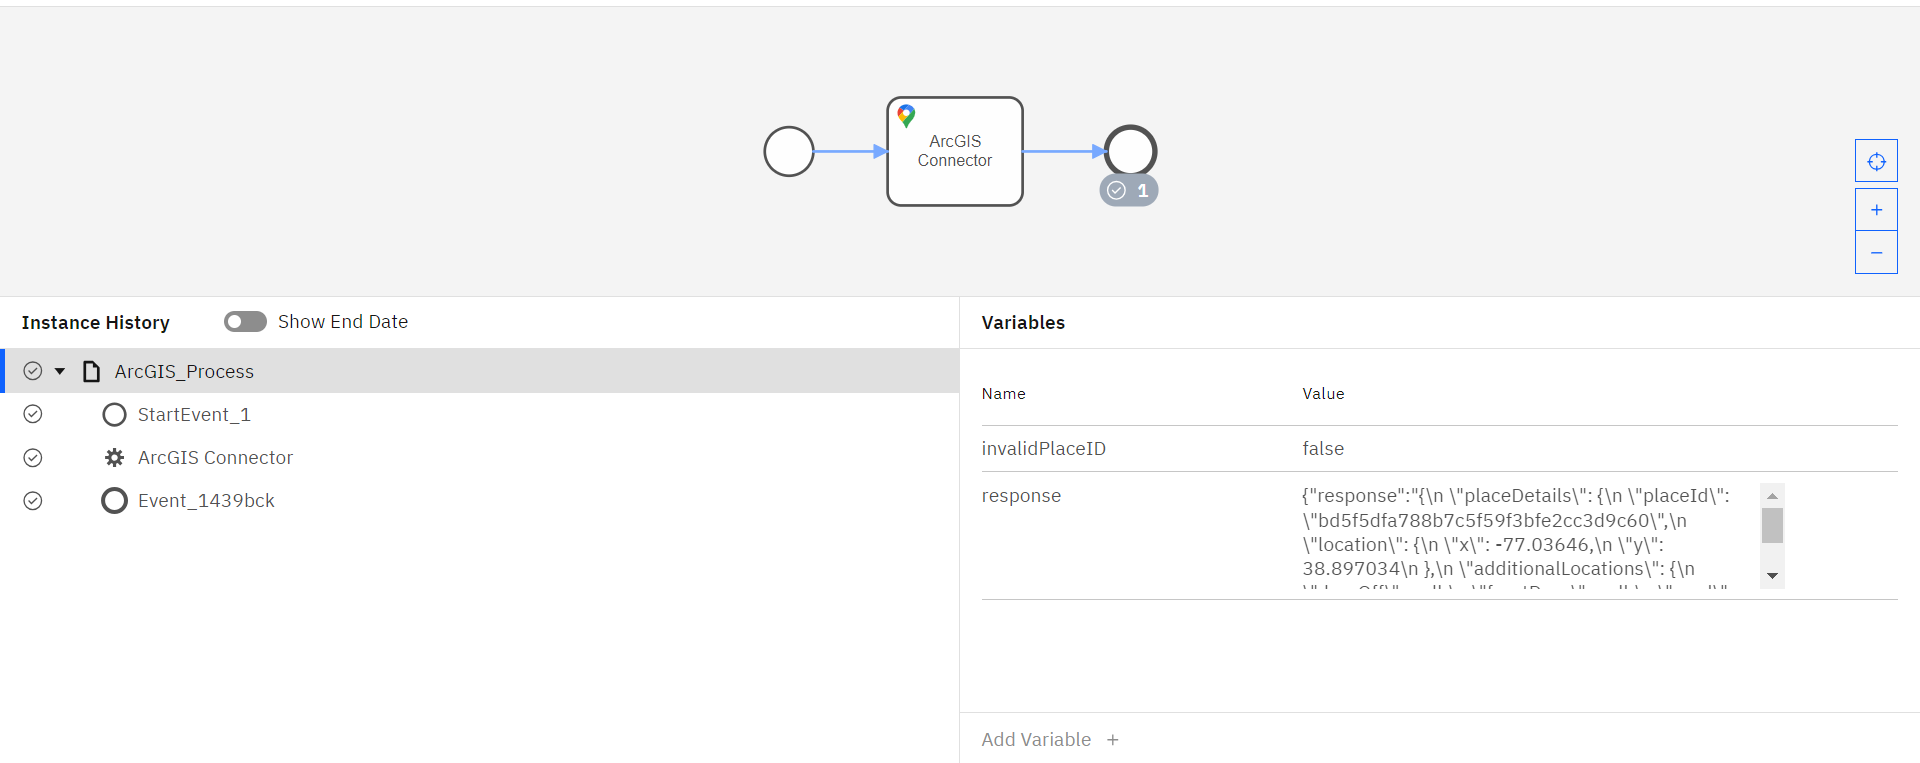 ArcGIS
Connector
1
+
−
Instance History
Show End Date
ArcGIS_Process
StartEvent_1
ArcGIS Connector
Event_1439bck
Variables
Name Value
invalidPlaceID false
response {"response":"{\n \"placeDetails\": {\n \"placeId\":
\"bd5f5dfa788b7c5f59f3bfe2cc3d9c60\",\n
\"location\": {\n \"x\": -77.03646,\n \"y\":
38.897034\n },\n \"additionalLocations\": {\n
Add Variable +